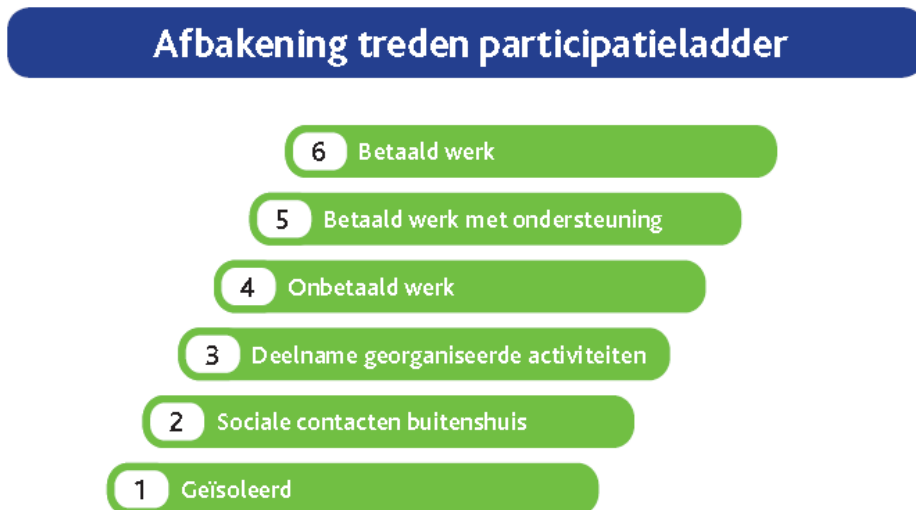 Afbakening treden participatieladder
6 Betaald werk
5 Betaald werk met ondersteuning
4 Onbetaald werk
3 Deelname georganiseerde activiteiten
2 Sociale contacten buitenshuis
1 Geïsoleerd